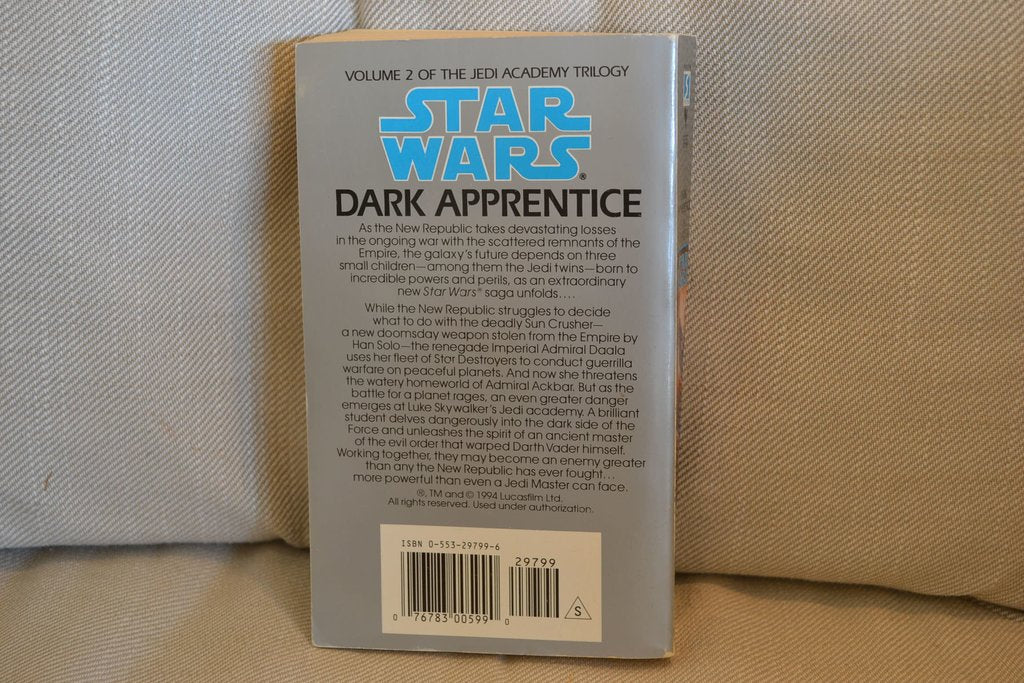 VOLUME 2 OF THE JEDI ACADEMY TRILOGY
STAR
WARS®
DARK APPRENTICE
As the New Republic takes devastating losses
in the ongoing war with the scattered remnants of the
Empire, the galaxy's future depends on three
small children—among them the Jedi twins—born to
incredible powers and perils, as an extraordinary
new Star Wars® saga unfolds....
While the New Republic struggles to decide
what to do with the deadly Sun Crusher—
a new doomsday weapon stolen from the Empire by
Han Solo—the renegade Imperial Admiral Daala
uses her fleet of Star Destroyers to conduct guerrilla
warfare on peaceful planets. And now she threatens
the watery homeworld of Admiral Ackbar. But as the
battle for a planet rages, an even greater danger
emerges at Luke Skywalker's Jedi academy. A brilliant
student delves dangerously into the dark side of the
Force and unleashes the spirit of an ancient master
of the evil order that warped Darth Vader himself.
Working together, they may become an enemy greater
than any the New Republic has ever fought...
more powerful than even a Jedi Master can face.
®, TM and © 1994 Lucasfilm Ltd.
All rights reserved. Used under authorization.
ISBN 0-553-29799-6
29799
0 76783 00599 0
S